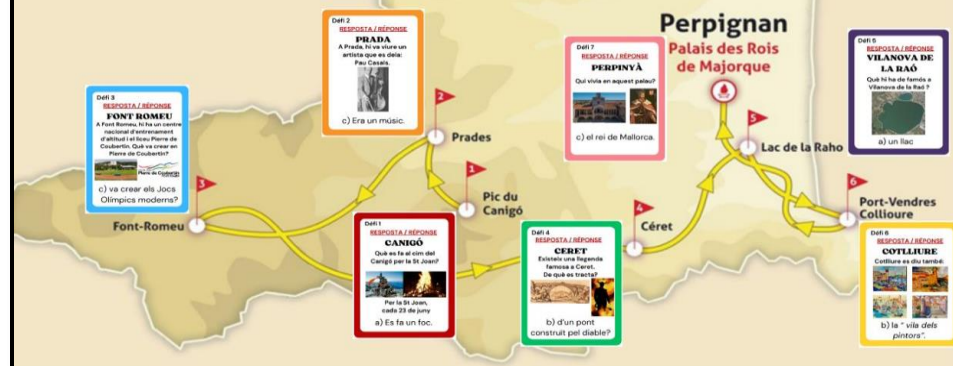 Défi 2
RESPOSTA / RÉPONSE
PRADA
A Prada, hi va viure un
artista que es deia:
Pau Casals.
c) Era un músic.
Perpignan
Palais des Rois
de Majorque
Défi 7
RESPOSTA / RÉPONSE
PERPINYÀ
Qui vivia en aquest palau?
c) el rei de Mallorca.
Défi 5
RESPOSTA / RÉPONSE
VILANOVA DE
LA RAÓ
Què hi ha de famós a
Vilanova de la Raó ?
a) un llac
Défi 3
RESPOSTA / RÉPONSE
FONT ROMEU
A Font Romeu, hi ha un centre
nacional d'entrenament
d'altitud i el liceu Pierre de
Coubertin. Què va crear en
Pierre de Coubertin?
Pierre de Coubertin
c) va crear els Jocs
Olímpics moderns?
2
Prades
1
Pic du
Canigó
3
Font-Romeu
5
Lac de la Raho
6
Port-Vendres
Collioure
4
Céret
Défi 1
RESPOSTA / RÉPONSE
CANIGÓ
Què es fa al cim del
Canigó per la St Joan?
Per la St Joan,
cada 23 de juny
a) Es fa un foc.
Défi 4
RESPOSTA / RÉPONSE
CERET
Existeix una llegenda
famosa a Ceret.
De què es tracta?
b) d'un pont
construit pel diable?
Défi 6
RESPOSTA / RÉPONSE
COTLLIURE
Cotlliure es diu també:
b) la " vila dels
pintors".